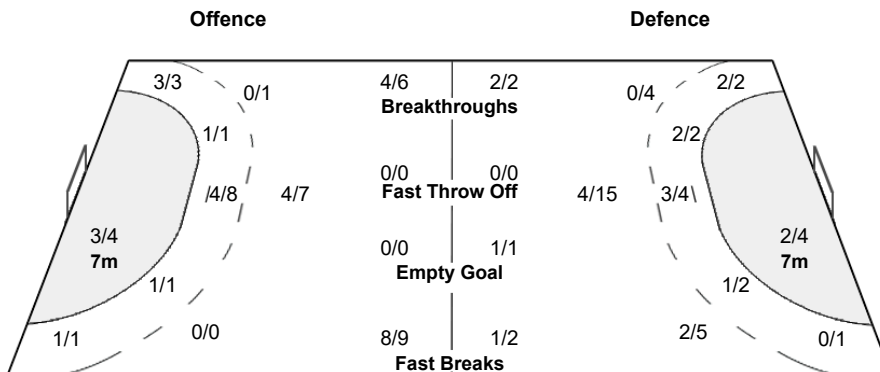 Offence Defence
3/3 4/6 2/2 2/2
0/1 0/4
Breakthroughs
1/1 2/2
0/0 0/0
4/8 4/7 Fast Throw Off 4/15 3/4
3/4 2/4
0/0 1/1
7m 7m
Empty Goal
1/1 1/2
0/0 2/5
1/1 8/9 1/2 0/1
Fast Breaks